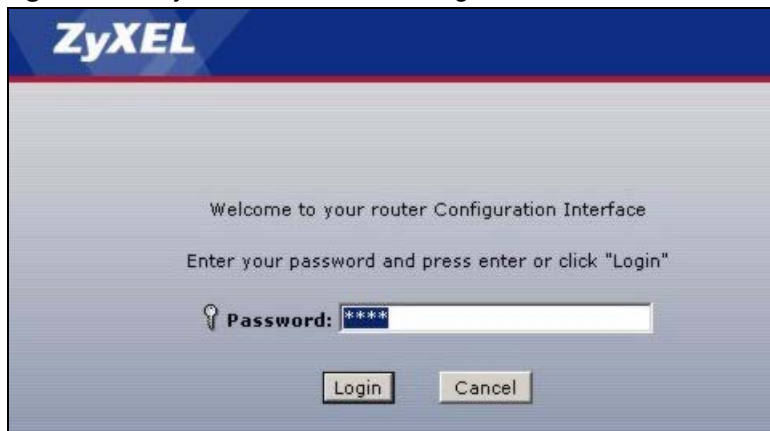 ZyXEL
Welcome to your router Configuration Interface
Enter your password and press enter or click "Login"
Password: ****
Login
Cancel